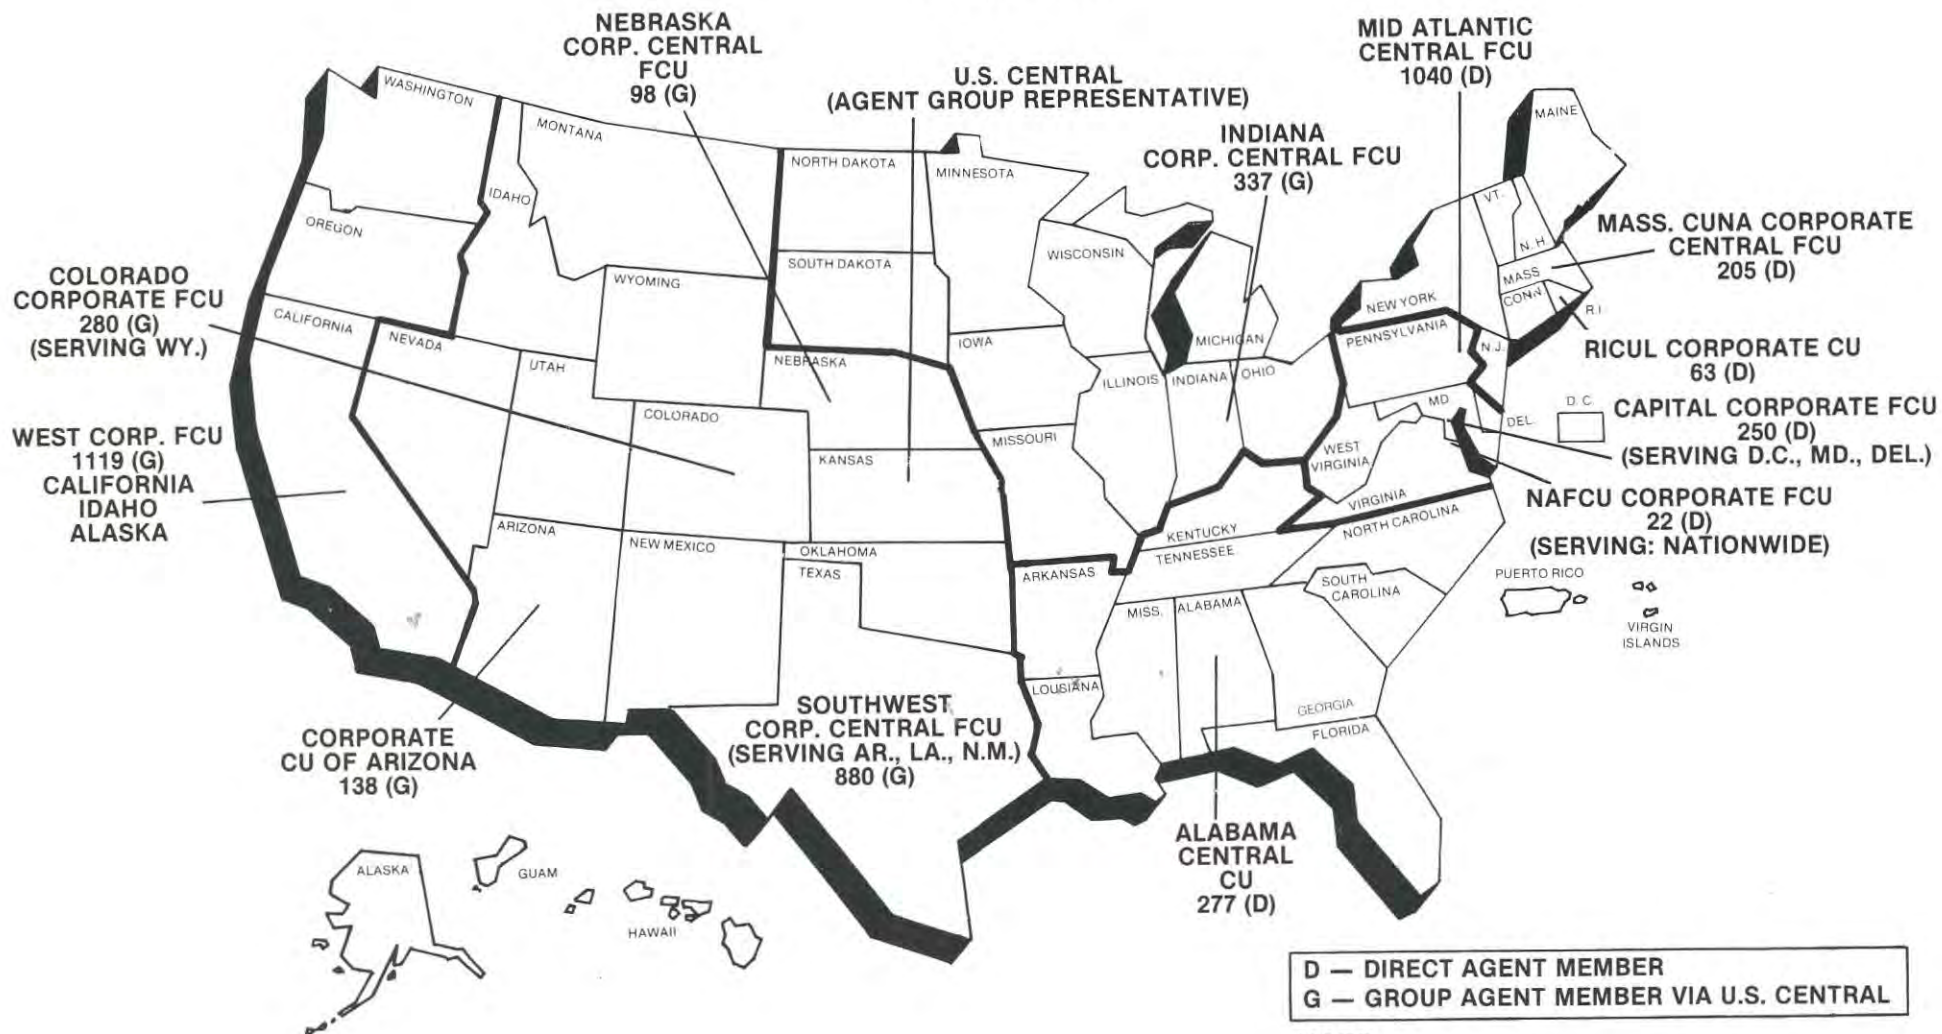 NEBRASKA
CORP. CENTRAL
FCU
98 (G)
U.S. CENTRAL
(AGENT GROUP REPRESENTATIVE)
MID ATLANTIC
CENTRAL FCU
1040 (D)
INDIANA
CORP. CENTRAL FCU
337 (G)
MASS. CUNA CORPORATE
CENTRAL FCU
205 (D)
COLORADO
CORPORATE FCU
280 (G)
(SERVING WY.)
RICUL CORPORATE CU
63 (D)
WEST CORP. FCU
1119 (G)
CALIFORNIA
IDAHO
ALASKA
CAPITAL CORPORATE FCU
250 (D)
(SERVING D.C., MD., DEL.)
NAFCU CORPORATE FCU
22 (D)
(SERVING: NATIONWIDE)
CORPORATE
CU OF ARIZONA
138 (G)
SOUTHWEST
CORP. CENTRAL FCU
(SERVING AR., LA., N.M.)
880 (G)
ALABAMA
CENTRAL
CU
277 (D)
WASHINGTON
MONTANA
NORTH DAKOTA
MINNESOTA
MAINE
VT.
N.H.
IDAHO
OREGON
WISCONSIN
SOUTH DAKOTA
WYOMING
MASS
CONN.
R.I.
NEW YORK
CALIFORNIA
NEVADA
MICHIGAN
PENNSYLVANIA
N.J.
IOWA
NEBRASKA
UTAH
ILLINOIS
INDIANA
OHIO
MD
D.C.
DEL.
COLORADO
MISSOURI
KANSAS
WEST
VIRGINIA
VIRGINIA
ARIZONA
NEW MEXICO
OKLAHOMA
TEXAS
KENTUCKY
TENNESSEE
NORTH CAROLINA
ARKANSAS
SOUTH
CAROLINA
PUERTO RICO
MISS.
ALABAMA
VIRGIN
ISLANDS
LOUISIANA
GEORGIA
FLORIDA
ALASKA
GUAM
HAWAII
D — DIRECT AGENT MEMBER
G — GROUP AGENT MEMBER VIA U.S. CENTRAL